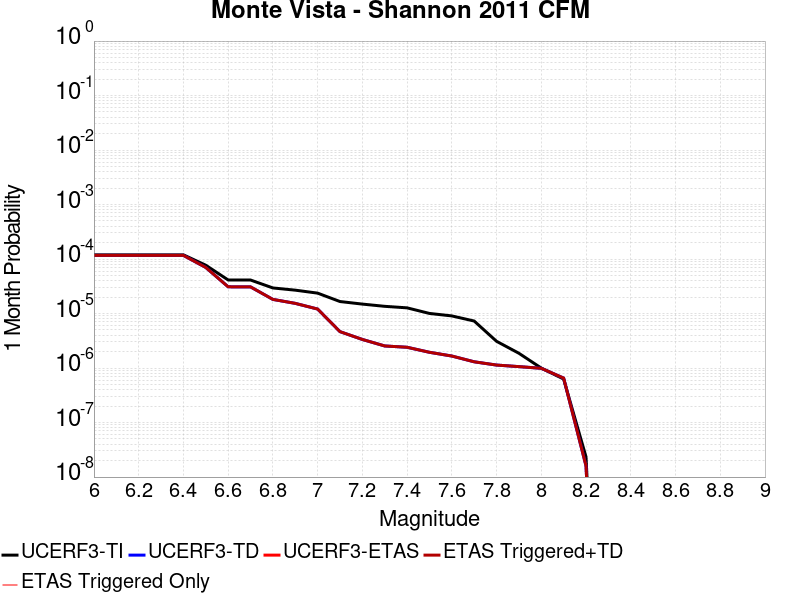 Monte Vista - Shannon 2011 CFM
10^0
10^-1
10^-2
10^-3
10^-4
10^-5
10^-6
10^-7
10^-8
1 Month Probability
6 6.2 6.4 6.6 6.8 7 7.2 7.4 7.6 7.8 8 8.2 8.4 8.6 8.8 9
Magnitude
UCERF3-TI UCERF3-TD UCERF3-ETAS ETAS Triggered+TD
ETAS Triggered Only